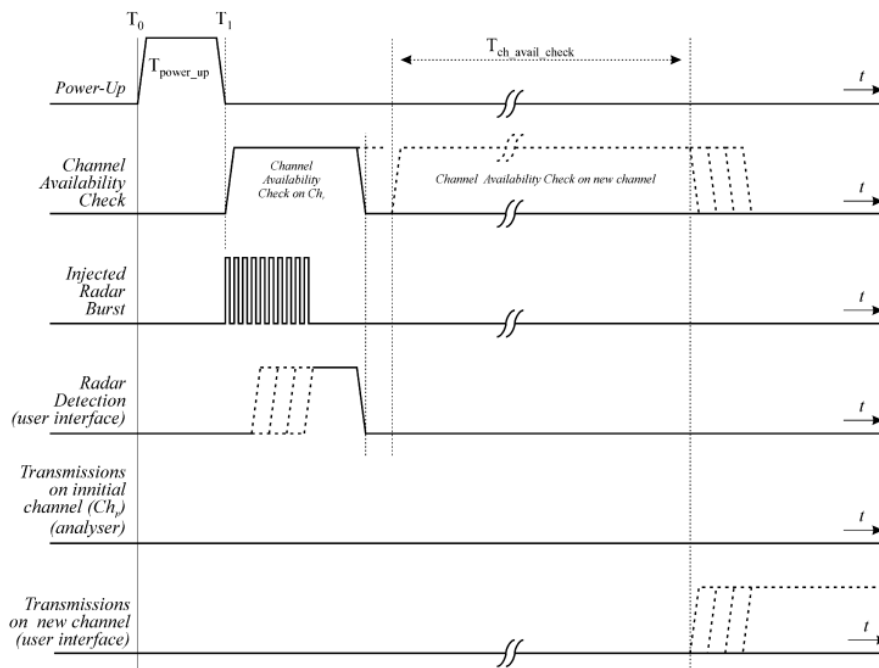 T0 T1
Tch_avail_check
Tpower_up
Power-Up
t
Channel
Availability
Check
Channel
Availability
Check on Chr
Channel Availability Check on new channel
t
Injected
Radar
Burst
t
Radar
Detection
(user interface)
t
Transmissions
on innitial
channel (Chr)
(analyser)
t
Transmissions
on new channel
(user interface)
t